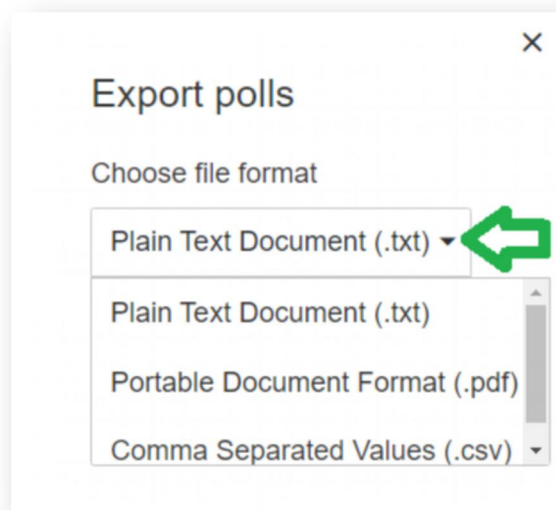 Export polls
Choose file format
Plain Text Document (.txt)
Plain Text Document (.txt)
Portable Document Format (.pdf)
Comma Separated Values (.csv)